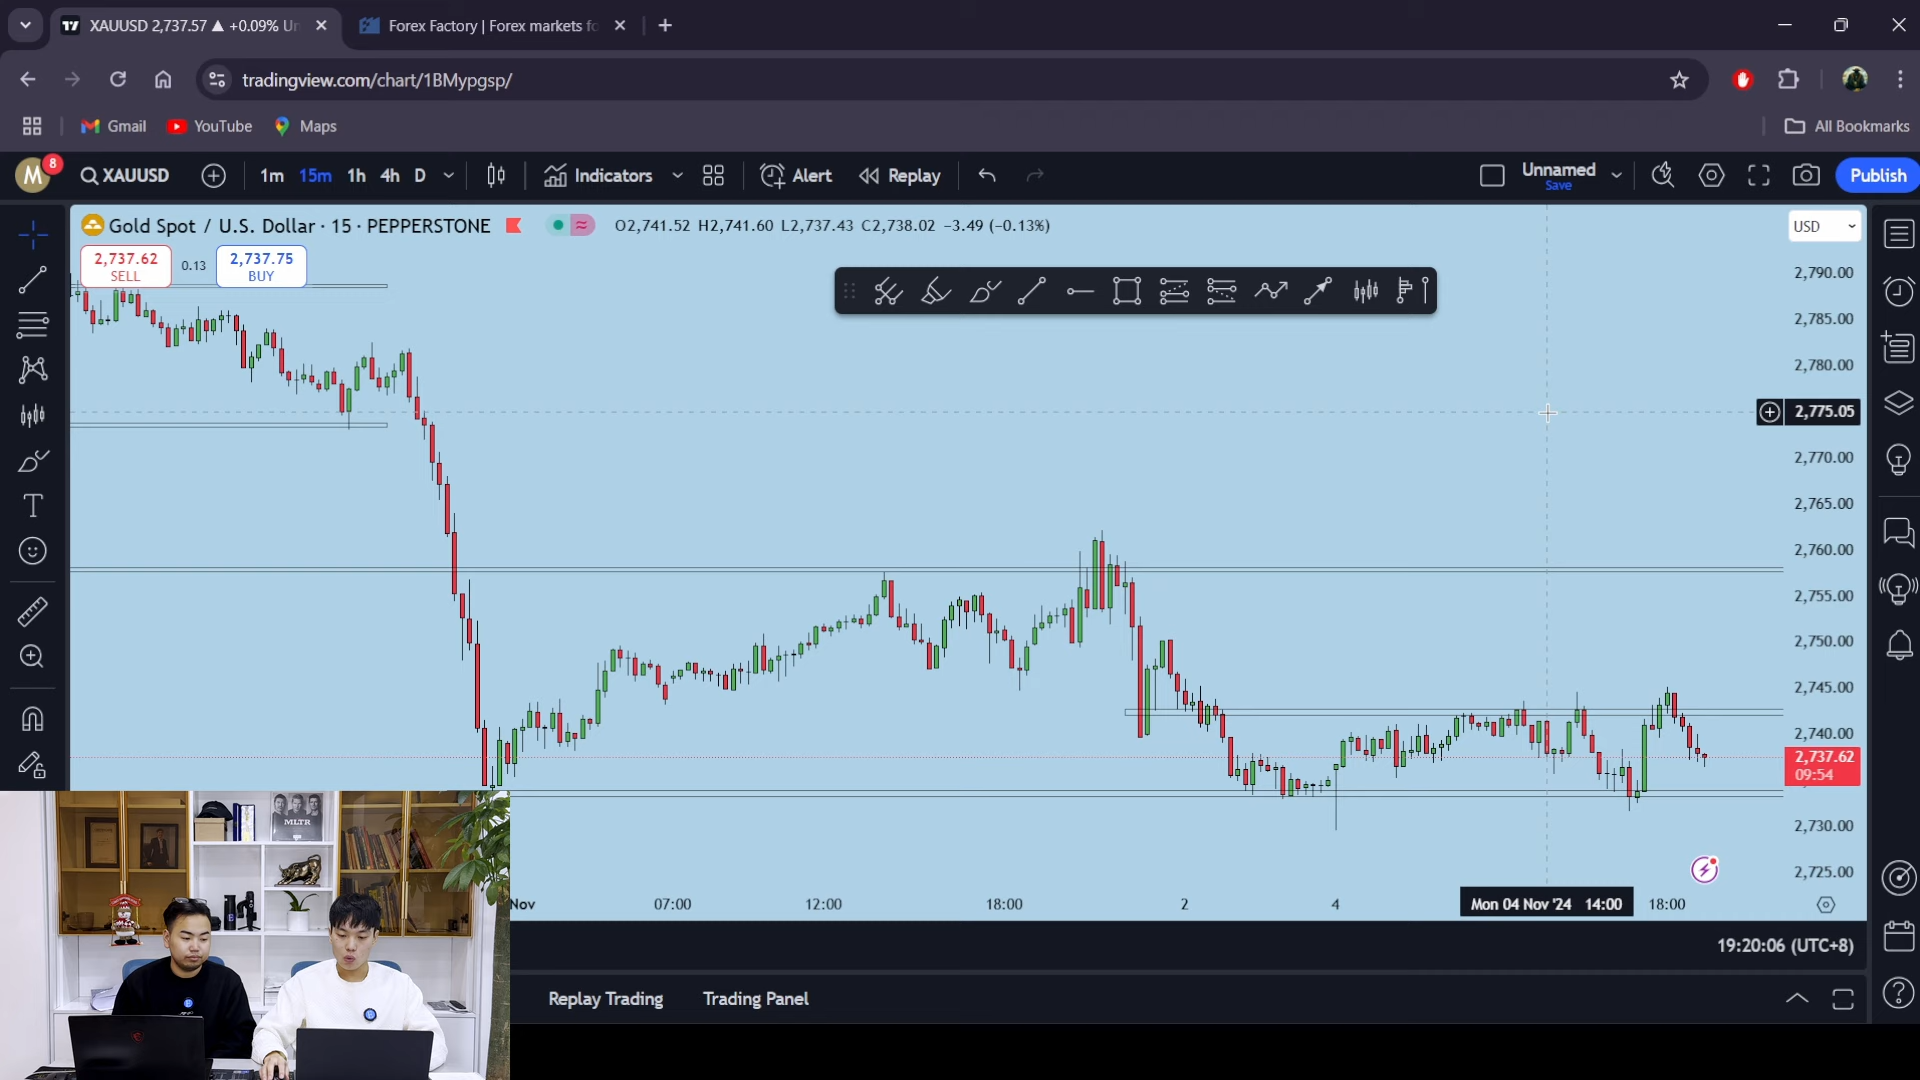 XAUUSD 2,737.57 ▲ +0.09% Un
Forex Factory | Forex markets fo
tradingview.com/chart/1BMypgsp/
Gmail
YouTube
Maps
All Bookmarks
M
8
XAUUSD
1m
15m
1h
4h
D
Indicators
Alert
Replay
Unnamed
Save
Publish
Gold Spot / U.S. Dollar · 15 · PEPPERSTONE
O2,741.52 H2,741.60 L2,737.43 C2,738.02 −3.49 (−0.13%)
USD
2,737.62
SELL
0.13
2,737.75
BUY
2,790.00
2,785.00
2,780.00
2,775.05
2,770.00
2,765.00
2,760.00
2,755.00
2,750.00
2,745.00
2,740.00
2,737.62
09:54
2,730.00
2,725.00
Nov
07:00
12:00
18:00
2
4
Mon 04 Nov '24 14:00
18:00
19:20:06 (UTC+8)
Replay Trading
Trading Panel
MLTR